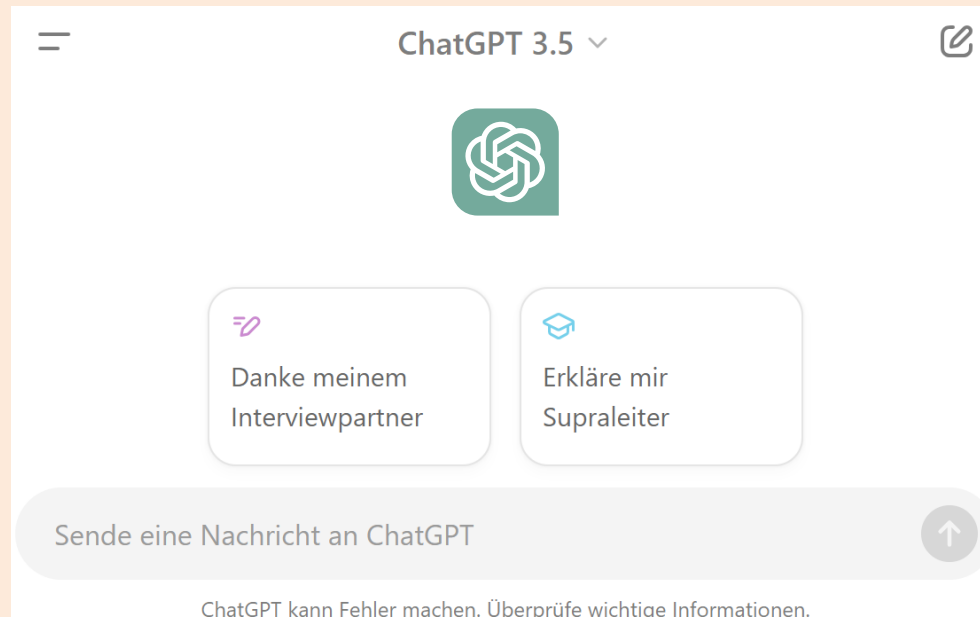 ChatGPT 3.5
Danke meinem
Interviewpartner
Erkläre mir
Supraleiter
Sende eine Nachricht an ChatGPT
ChatGPT kann Fehler machen. Überprüfe wichtige Informationen.